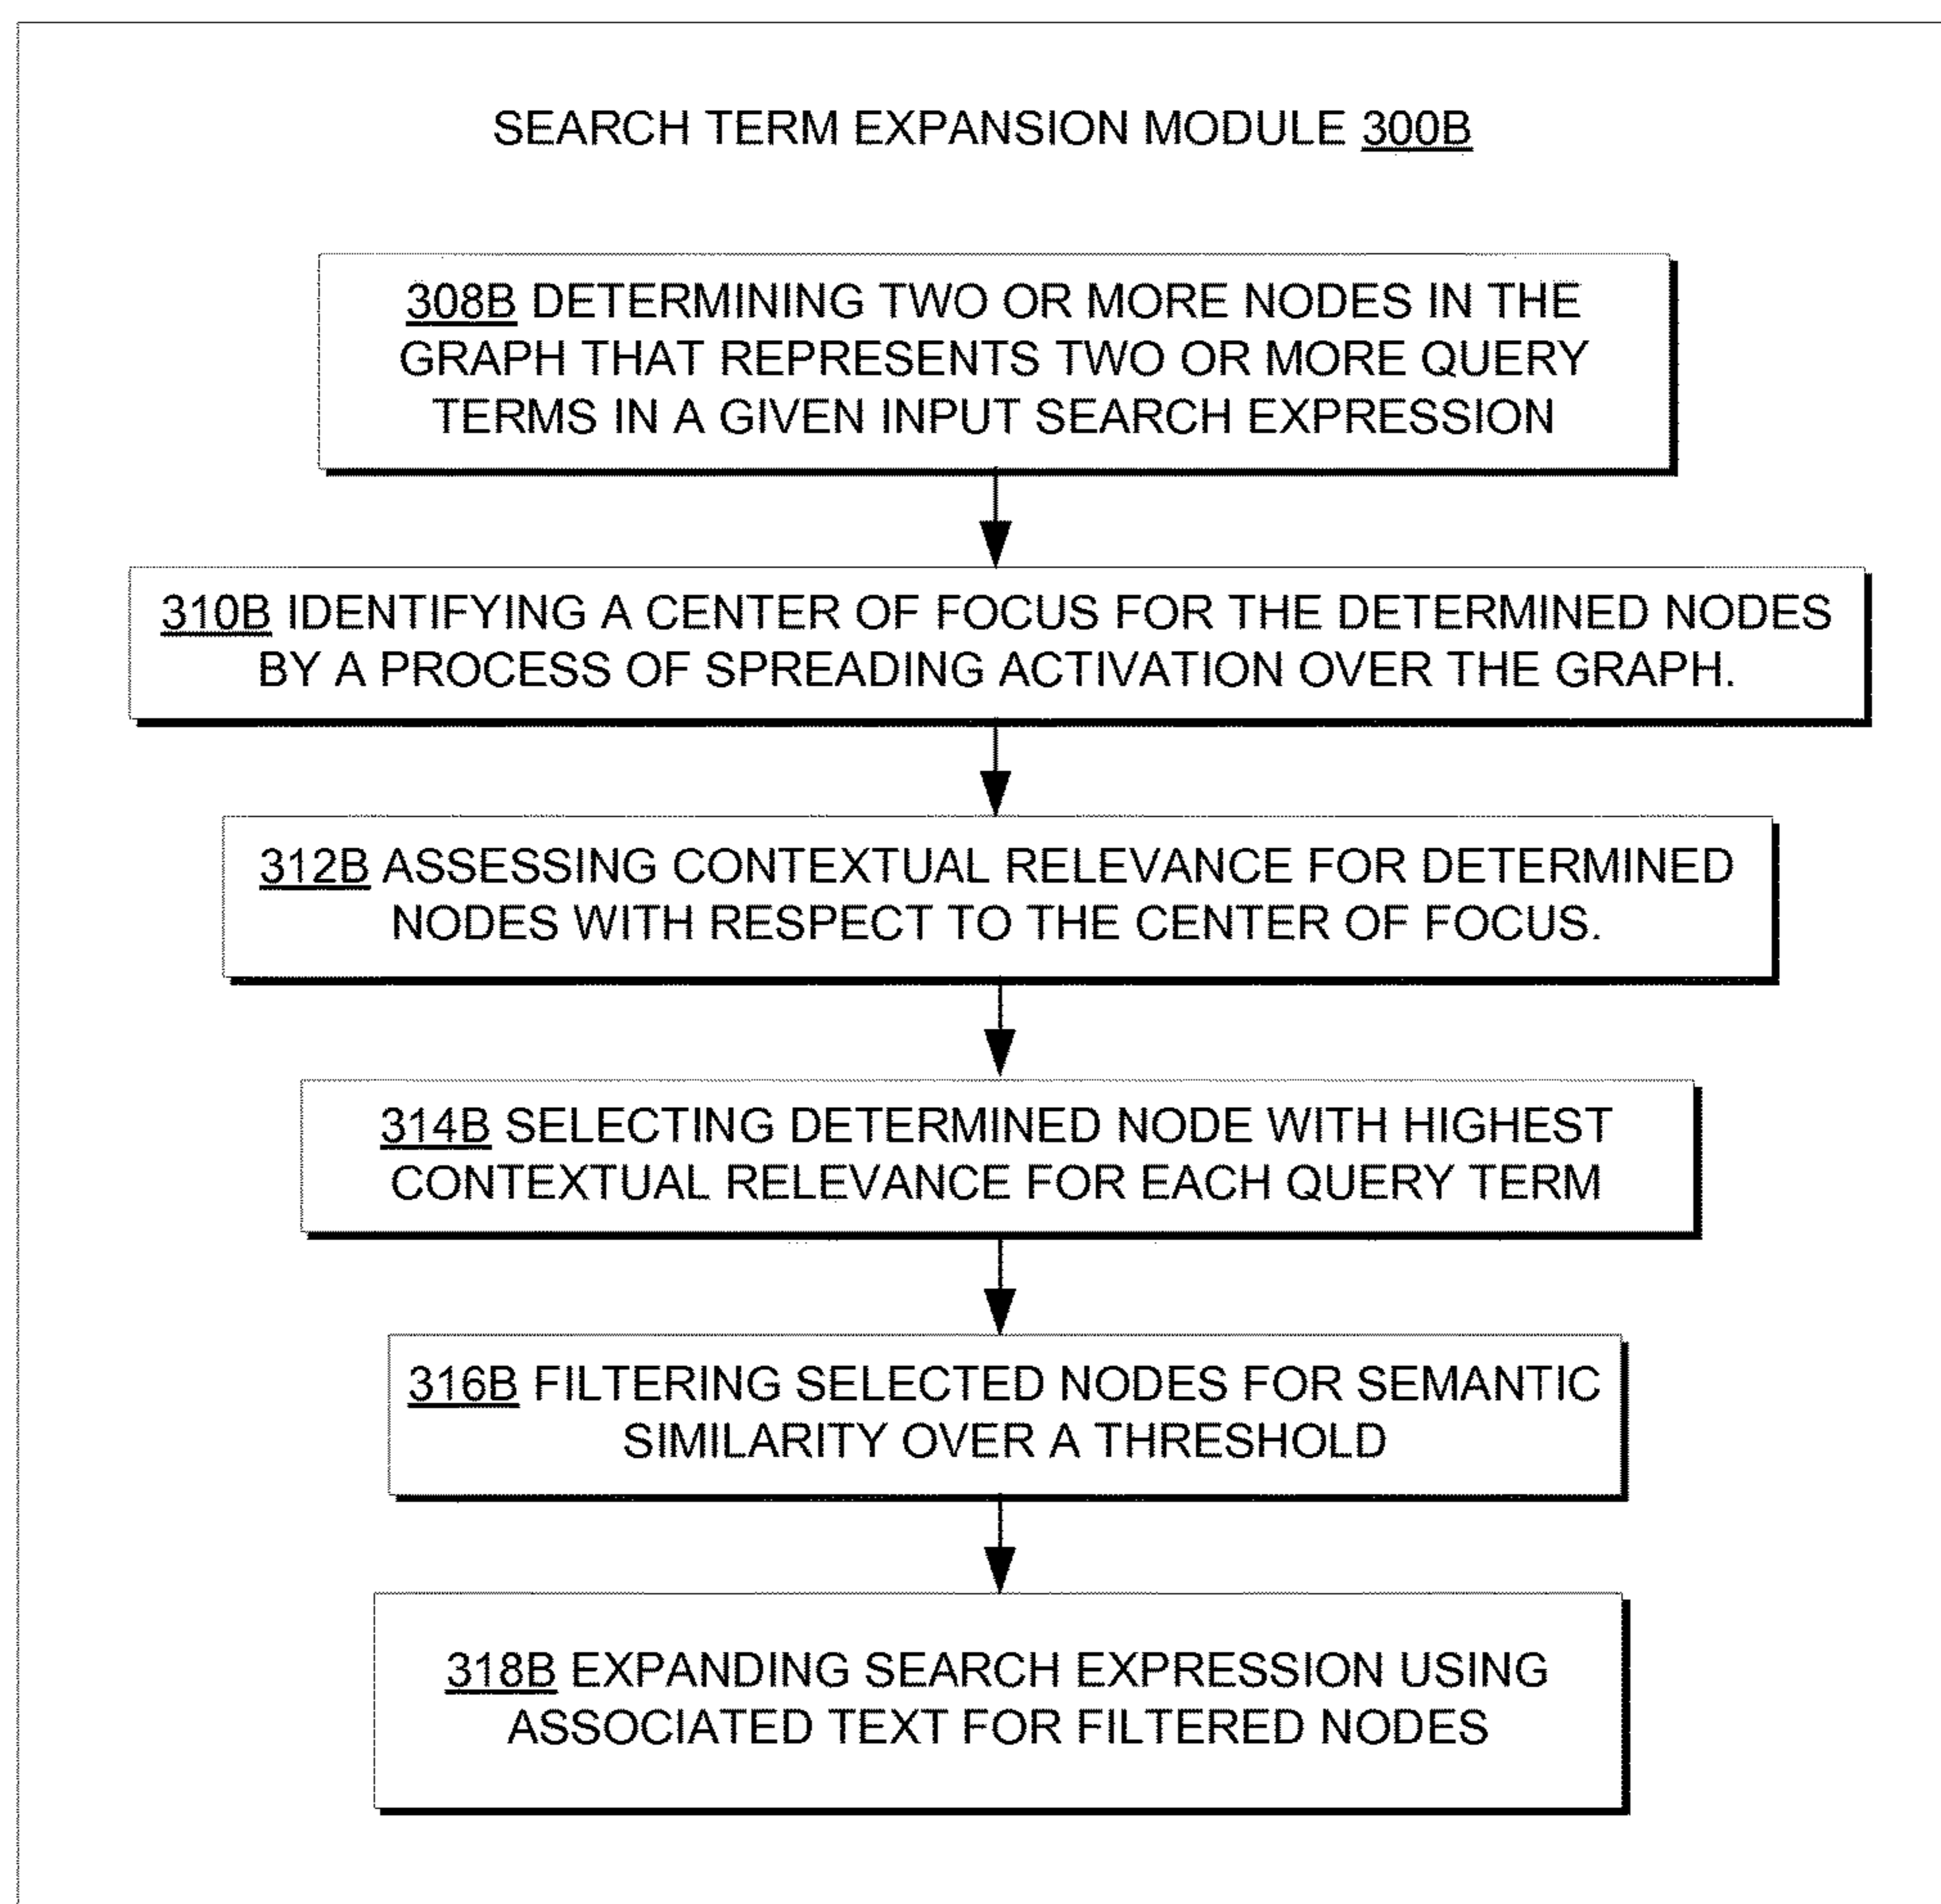 SEARCH TERM EXPANSION MODULE 300B
308B DETERMINING TWO OR MORE NODES IN THE
GRAPH THAT REPRESENTS TWO OR MORE QUERY
TERMS IN A GIVEN INPUT SEARCH EXPRESSION
310B IDENTIFYING A CENTER OF FOCUS FOR THE DETERMINED NODES
BY A PROCESS OF SPREADING ACTIVATION OVER THE GRAPH.
312B ASSESSING CONTEXTUAL RELEVANCE FOR DETERMINED
NODES WITH RESPECT TO THE CENTER OF FOCUS.
314B SELECTING DETERMINED NODE WITH HIGHEST
CONTEXTUAL RELEVANCE FOR EACH QUERY TERM
316B FILTERING SELECTED NODES FOR SEMANTIC
SIMILARITY OVER A THRESHOLD
318B EXPANDING SEARCH EXPRESSION USING
ASSOCIATED TEXT FOR FILTERED NODES